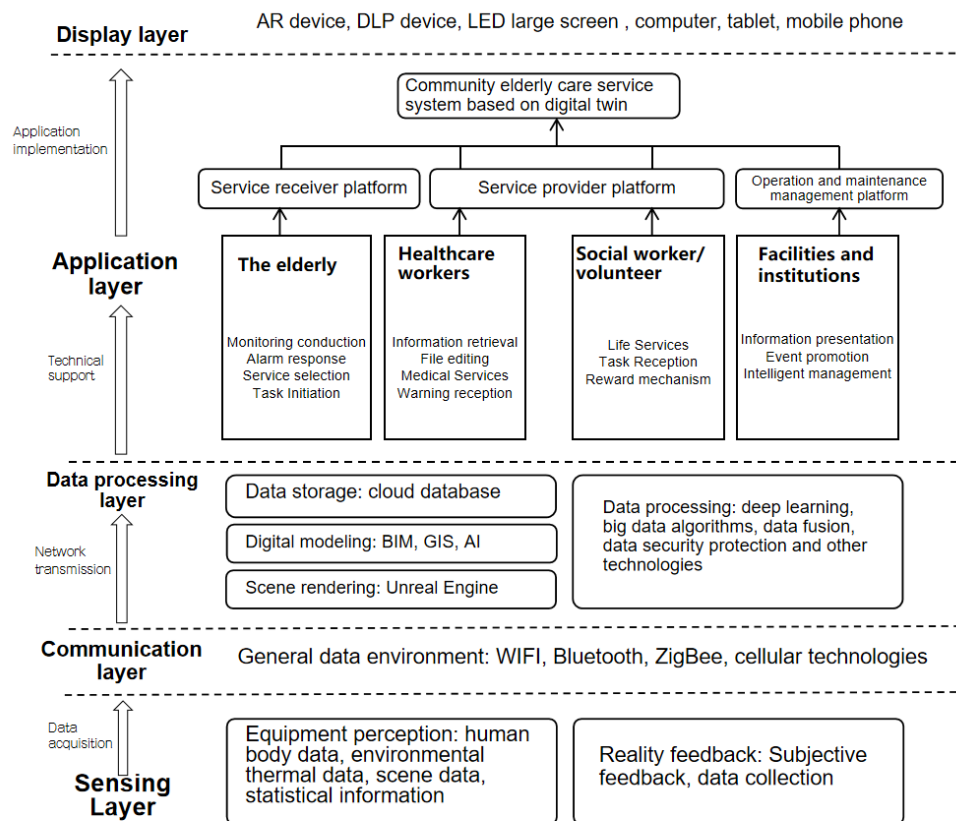 Display layer
AR device, DLP device, LED large screen , computer, tablet, mobile phone
Application
implementation
Community elderly care service
system based on digital twin
Service receiver platform
Service provider platform
Operation and maintenance
management platform
Application
layer
The elderly
Monitoring conduction
Alarm response
Service selection
Task Initiation
Healthcare
workers
Information retrieval
File editing
Medical Services
Warning reception
Social worker/
volunteer
Life Services
Task Reception
Reward mechanism
Facilities and
institutions
Information presentation
Event promotion
Intelligent management
Technical
support
Data processing
layer
Data storage: cloud database
Digital modeling: BIM, GIS, AI
Scene rendering: Unreal Engine
Data processing: deep learning,
big data algorithms, data fusion,
data security protection and other
technologies
Network
transmission
Communication
layer
General data environment: WIFI, Bluetooth, ZigBee, cellular technologies
Data
acquisition
Sensing
Layer
Equipment perception: human
body data, environmental
thermal data, scene data,
statistical information
Reality feedback: Subjective
feedback, data collection